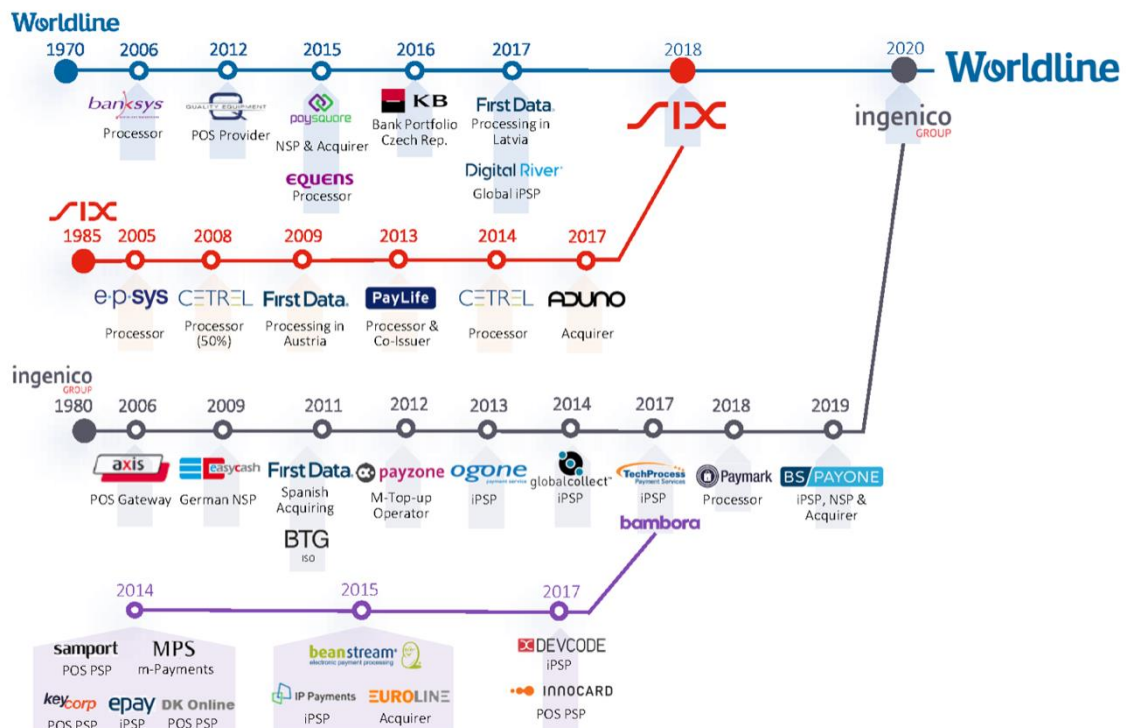 Worldline
1970 2006 2012 2015 2016 2017 2018 2020
Worldline
banksys
Processor
Q
QUALITY EQUIPMENT
POS Provider
paysquare
NSP & Acquirer
equens
Processor
KB
Bank Portfolio
Czech Rep.
First Data.
Processing in
Latvia
Digital River
Global iPSP
SIX
ingenico
GROUP
SIX
1985 2005 2008 2009 2013 2014 2017
e·p·sys
Processor
CETREL
Processor
(50%)
First Data.
Processing in
Austria
PayLife
Processor &
Co-Issuer
CETREL
Processor
ADUNO
Acquirer
ingenico
GROUP
1980 2006 2009 2011 2012 2013 2014 2017 2018 2019
axis
POS Gateway
easycash
German NSP
First Data.
Spanish
Acquiring
BTG
ISO
payzone
M-Top-up
Operator
ogone
payment service
iPSP
globalcollect™
iPSP
TechProcess
Payment Services
iPSP
bambora
Paymark
Processor
BS/PAYONE
iPSP, NSP &
Acquirer
2014 2015 2017
samport
POS PSP
MPS
m-Payments
keycorp
POS PSP
epay
iPSP
DK Online
POS PSP
beanstream
electronic payment processing
IP Payments
iPSP
EUROLINE
Acquirer
DEVCODE
iPSP
INNOCARD
POS PSP